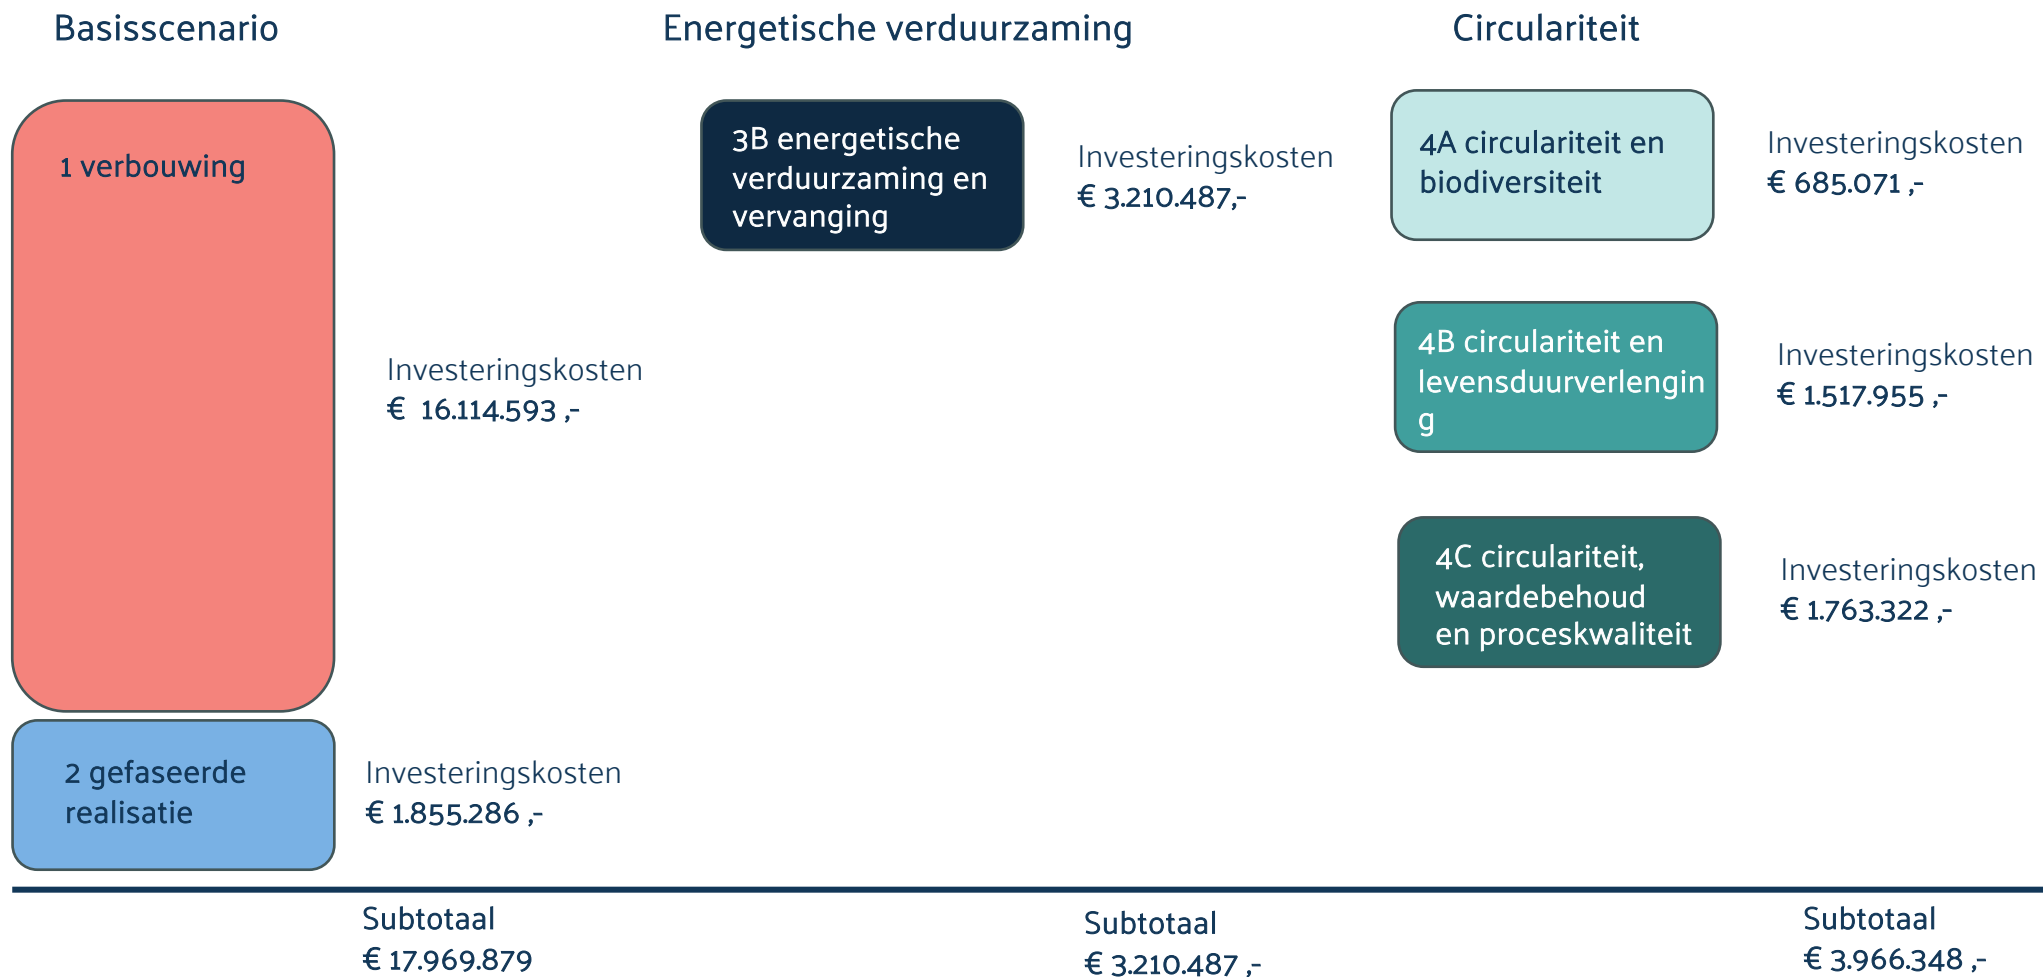 Basisscenario
1 verbouwing
Investeringskosten
€  16.114.593 ,-
2 gefaseerde
realisatie
Investeringskosten
€ 1.855.286 ,-
Subtotaal
€ 17.969.879
Energetische verduurzaming
3B energetische
verduurzaming en
vervanging
Investeringskosten
€ 3.210.487,-
Subtotaal
€ 3.210.487 ,-
Circulariteit
4A circulariteit en
biodiversiteit
Investeringskosten
€ 685.071 ,-
4B circulariteit en
levensduurverlengin
g
Investeringskosten
€ 1.517.955 ,-
4C circulariteit,
waardebehoud
en proceskwaliteit
Investeringskosten
€ 1.763.322 ,-
Subtotaal
€ 3.966.348 ,-